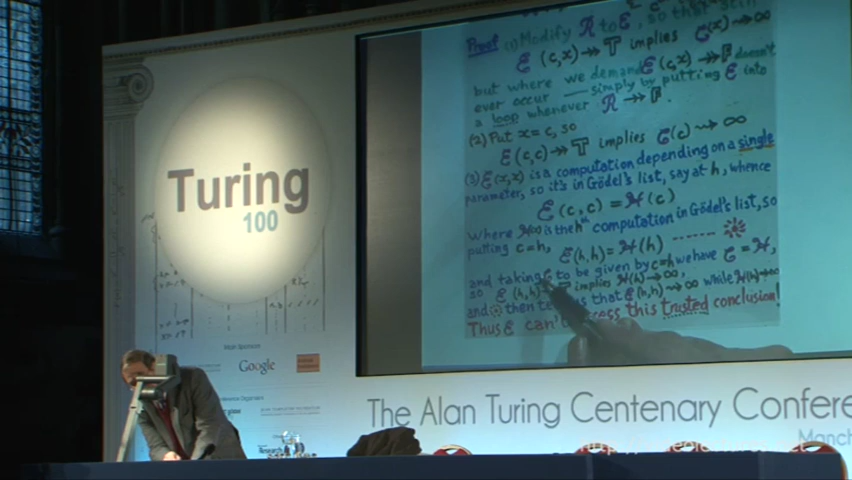 Turing
100
Google
Proof (1) Modify R to E, so that
E (c, x) ↠ T implies C(x) ⇝ ∞
but where we demand E(c,x) ↠ F doesn't
ever occur — simply by putting E into
a loop whenever R ↠ F.
(2) Put x = c, so
E(c, c) ↠ T implies C(c) ⇝ ∞
(3) E(x,x) is a computation depending on a single
parameter, so it's in Gödel's list, say at h, whence
E(c, c) = H(c)
where H(x) is the hth computation in Gödel's list, so
putting c=h,
E(h, h) = H(h) ------
and taking C to be given by c=h we have C = H,
so E (h, h) implies H(h) ⇝ ∞,
and then that E(h,h) ⇝ ∞ while H(h) ⇝ ∞
Thus E can't this trusted conclusion!
The Alan Turing Centenary Confere
Manch